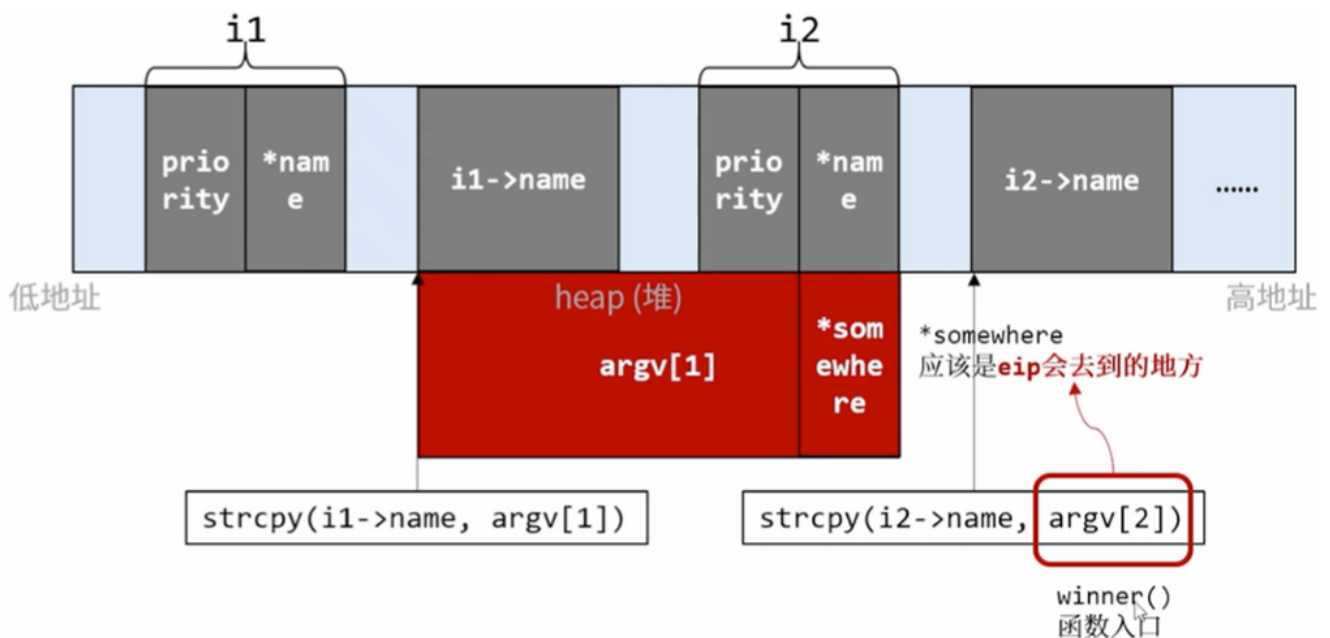 i1
i2
prio
rity
*nam
e
i1->name
prio
rity
*nam
e
i2->name
......
低地址
heap (堆)
高地址
argv[1]
*som
ewhe
re
*somewhere
应该是eip会去到的地方
strcpy(i1->name, argv[1])
strcpy(i2->name, argv[2])
winner()
函数入口